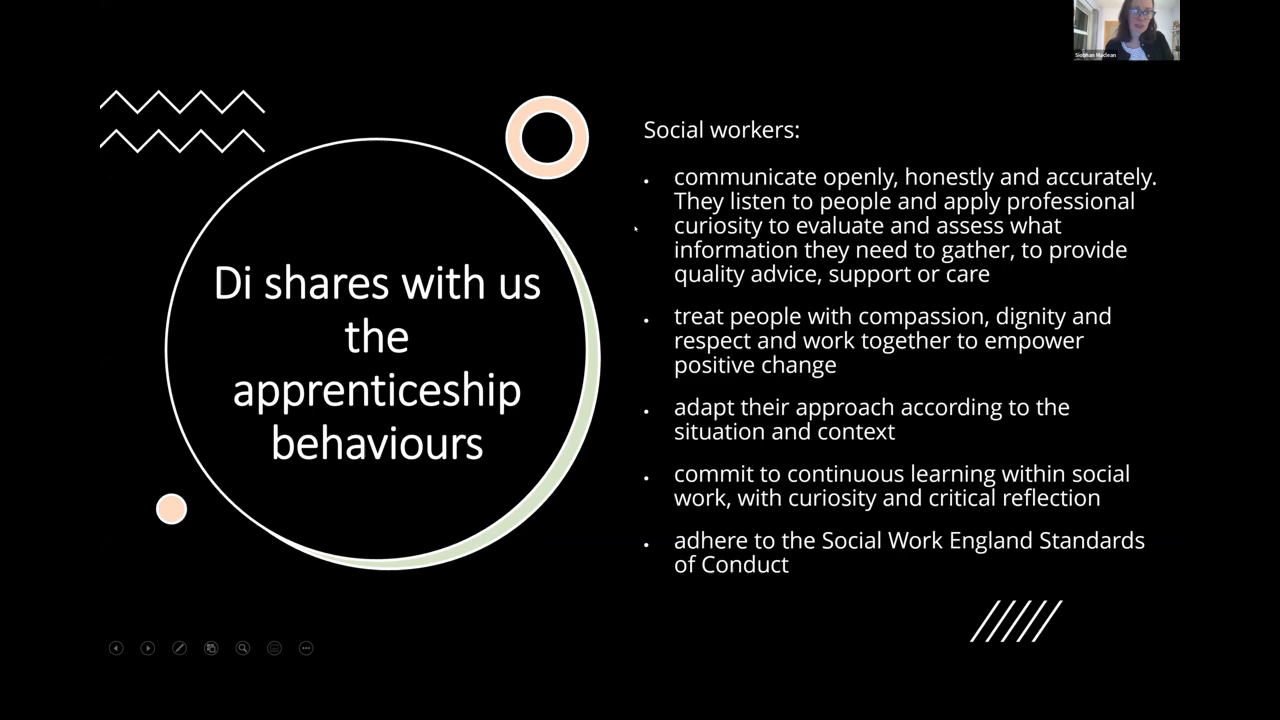 Siobhan Maclean
Di shares with us
the
apprenticeship
behaviours
Social workers:
• communicate openly, honestly and accurately.
They listen to people and apply professional
curiosity to evaluate and assess what
information they need to gather, to provide
quality advice, support or care
• treat people with compassion, dignity and
respect and work together to empower
positive change
• adapt their approach according to the
situation and context
• commit to continuous learning within social
work, with curiosity and critical reflection
• adhere to the Social Work England Standards
of Conduct